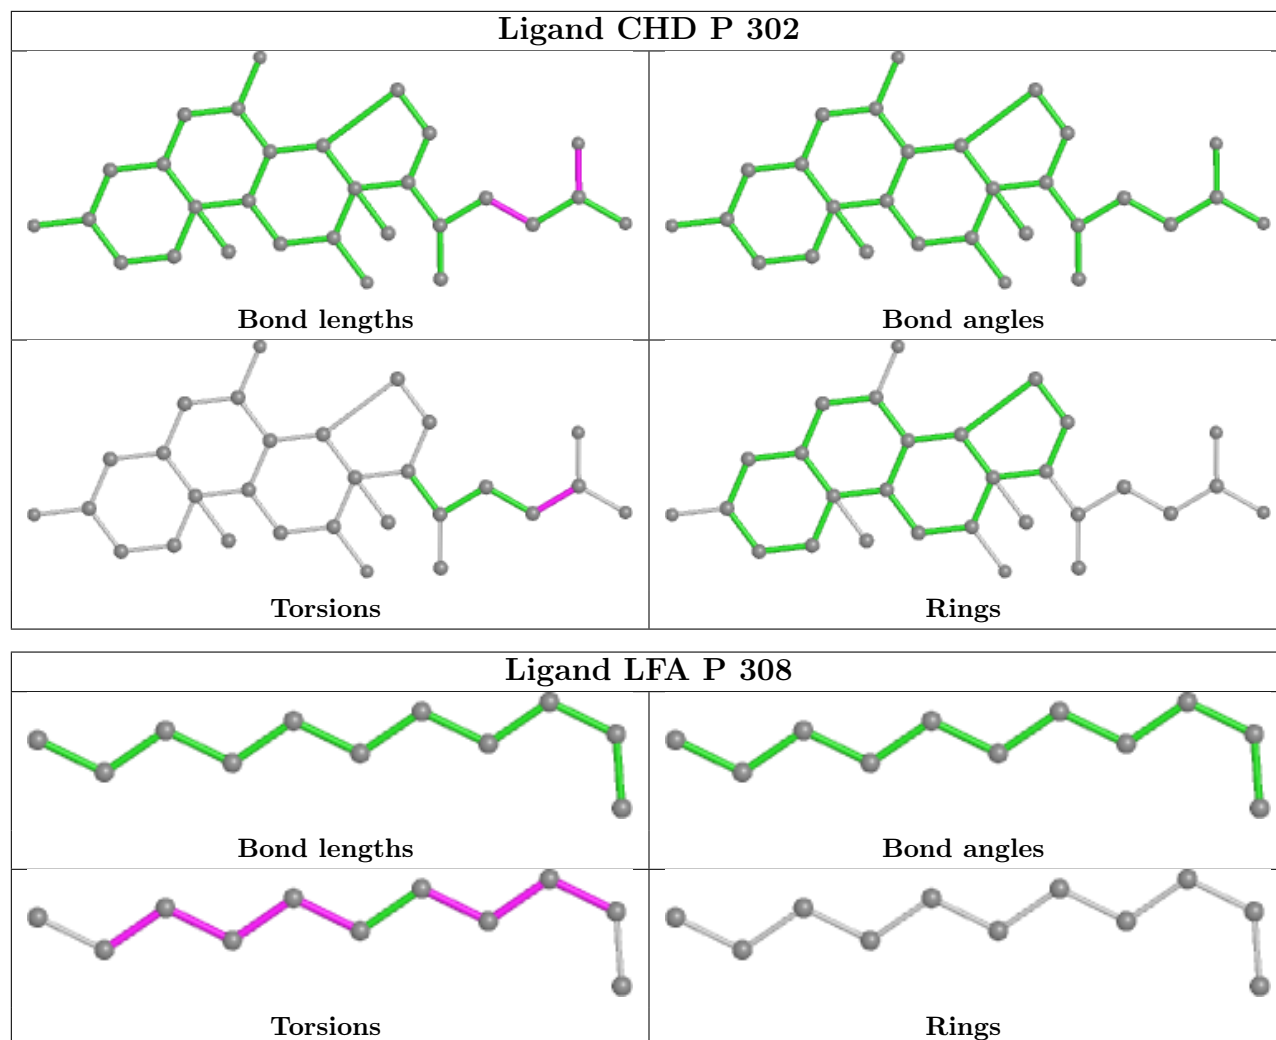 Ligand CHD P 302
Bond lengths
Bond angles
Torsions
Rings
Ligand LFA P 308
Bond lengths
Bond angles
Torsions
Rings